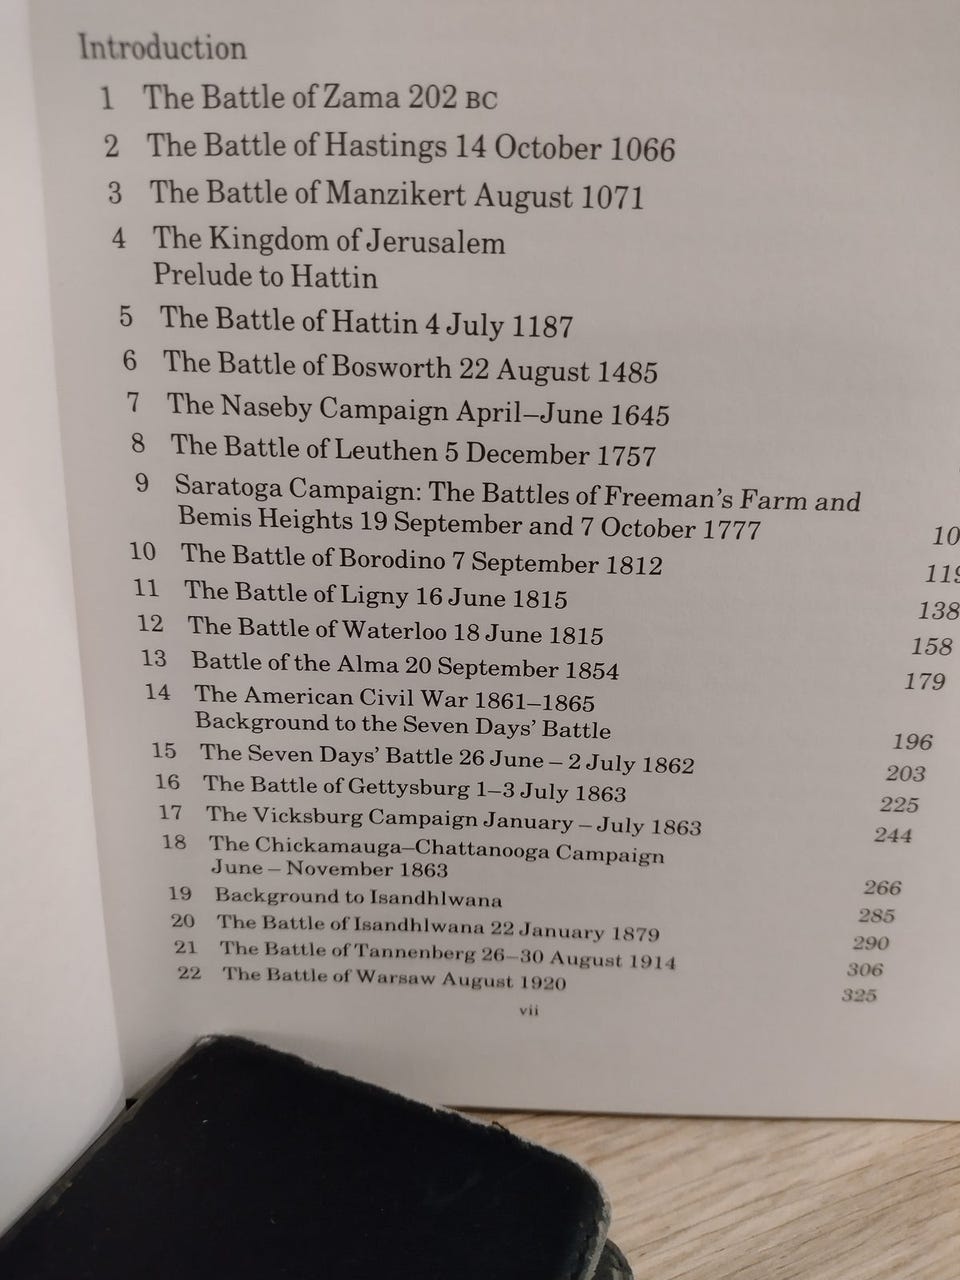 Introduction
1 The Battle of Zama 202 BC
2 The Battle of Hastings 14 October 1066
3 The Battle of Manzikert August 1071
4 The Kingdom of Jerusalem
Prelude to Hattin
5 The Battle of Hattin 4 July 1187
6 The Battle of Bosworth 22 August 1485
7 The Naseby Campaign April–June 1645
8 The Battle of Leuthen 5 December 1757
9 Saratoga Campaign: The Battles of Freeman's Farm and
Bemis Heights 19 September and 7 October 1777 10
10 The Battle of Borodino 7 September 1812 119
11 The Battle of Ligny 16 June 1815 138
12 The Battle of Waterloo 18 June 1815 158
13 Battle of the Alma 20 September 1854 179
14 The American Civil War 1861–1865
Background to the Seven Days' Battle 196
15 The Seven Days' Battle 26 June – 2 July 1862 203
16 The Battle of Gettysburg 1–3 July 1863 225
17 The Vicksburg Campaign January – July 1863 244
18 The Chickamauga–Chattanooga Campaign
June – November 1863 266
19 Background to Isandhlwana 285
20 The Battle of Isandhlwana 22 January 1879 290
21 The Battle of Tannenberg 26–30 August 1914 306
22 The Battle of Warsaw August 1920 325
vii